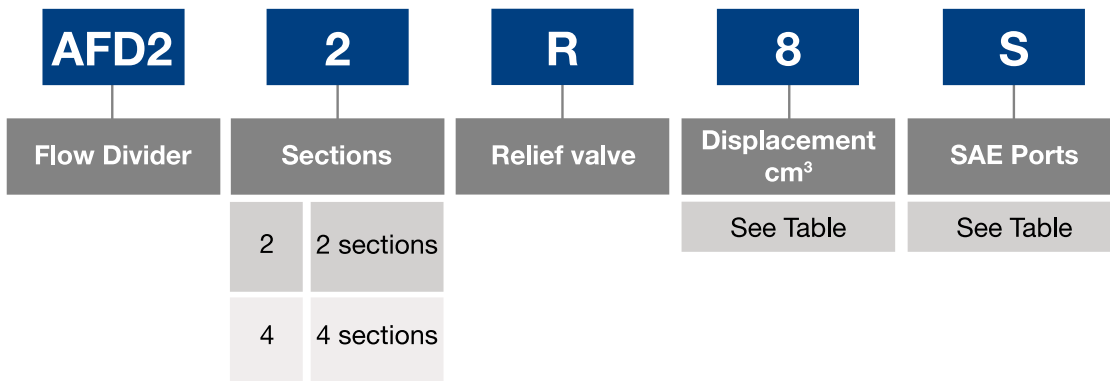 AFD2 2 R 8 S
Flow Divider Sections Relief valve Displacement cm³ SAE Ports
See Table See Table
2 2 sections
4 4 sections